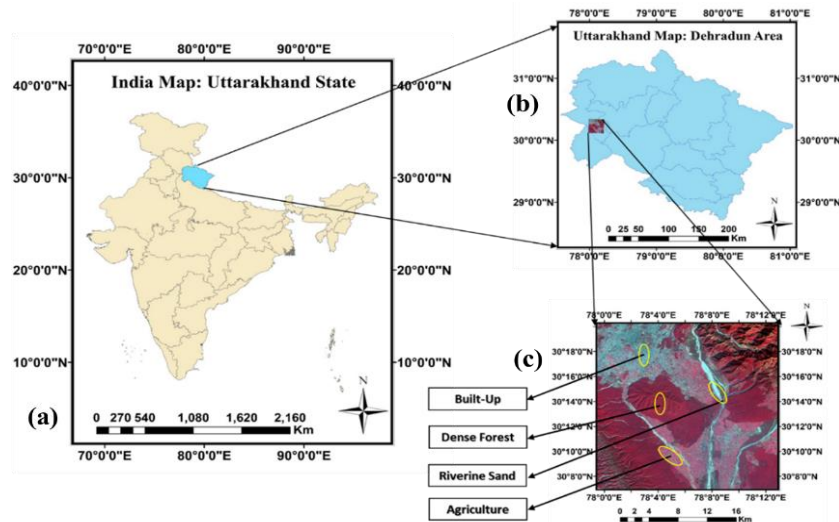 70°0'0"E 80°0'0"E 90°0'0"E
India Map: Uttarakhand State
40°0'0"N 40°0'0"N
30°0'0"N 30°0'0"N
20°0'0"N 20°0'0"N
10°0'0"N 10°0'0"N
(a)
N
0 270 540 1,080 1,620 2,160
Km
70°0'0"E 80°0'0"E 90°0'0"E
78°0'0"E 79°0'0"E 80°0'0"E 81°0'0"E
Uttarakhand Map: Dehradun Area
(b)
31°0'0"N 31°0'0"N
30°0'0"N 30°0'0"N
29°0'0"N 29°0'0"N
N
0 25 50 100 150 200
Km
78°0'0"E 79°0'0"E 80°0'0"E 81°0'0"E
78°0'0"E 78°4'0"E 78°8'0"E 78°12'0"E
N
(c)
30°18'0"N 30°18'0"N
30°14'0"N 30°14'0"N
30°12'0"N 30°12'0"N
30°10'0"N 30°10'0"N
30°8'0"N 30°8'0"N
78°0'0"E 78°4'0"E 78°8'0"E 78°12'0"E
0 2 4 8 12 16
Km
Built-Up
Dense Forest
Riverine Sand
Agriculture